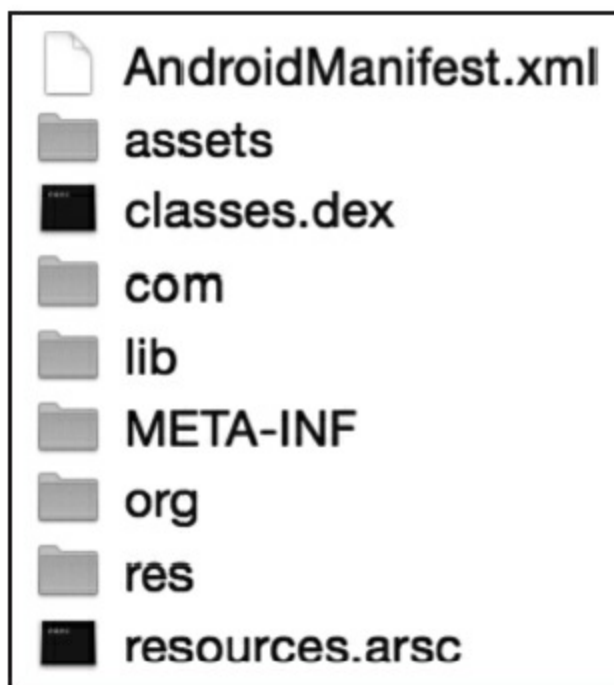 AndroidManifest.xml
assets
classes.dex
com
lib
META-INF
org
res
resources.arsc